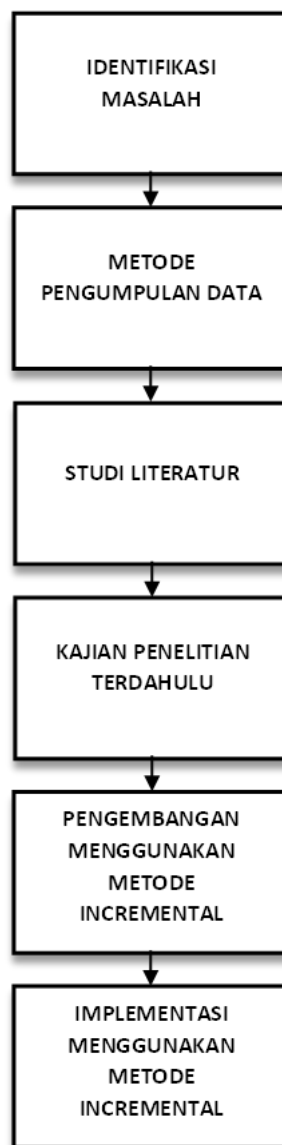 IDENTIFIKASI
MASALAH
METODE
PENGUMPULAN DATA
STUDI LITERATUR
KAJIAN PENELITIAN
TERDAHULU
PENGEMBANGAN
MENGGUNAKAN
METODE
INCREMENTAL
IMPLEMENTASI
MENGGUNAKAN
METODE
INCREMENTAL